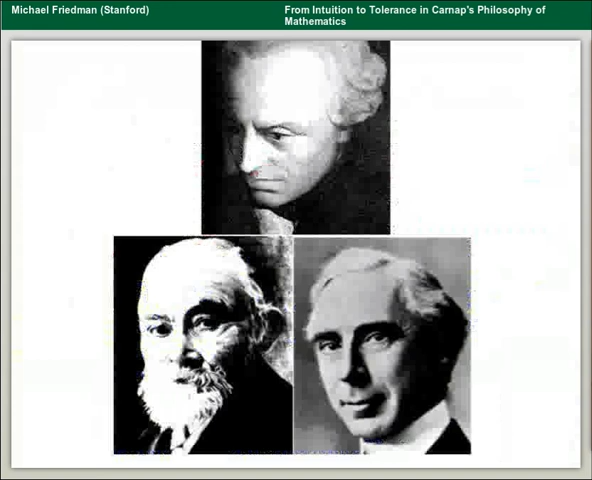 Michael Friedman (Stanford)
From Intuition to Tolerance in Carnap's Philosophy of
Mathematics